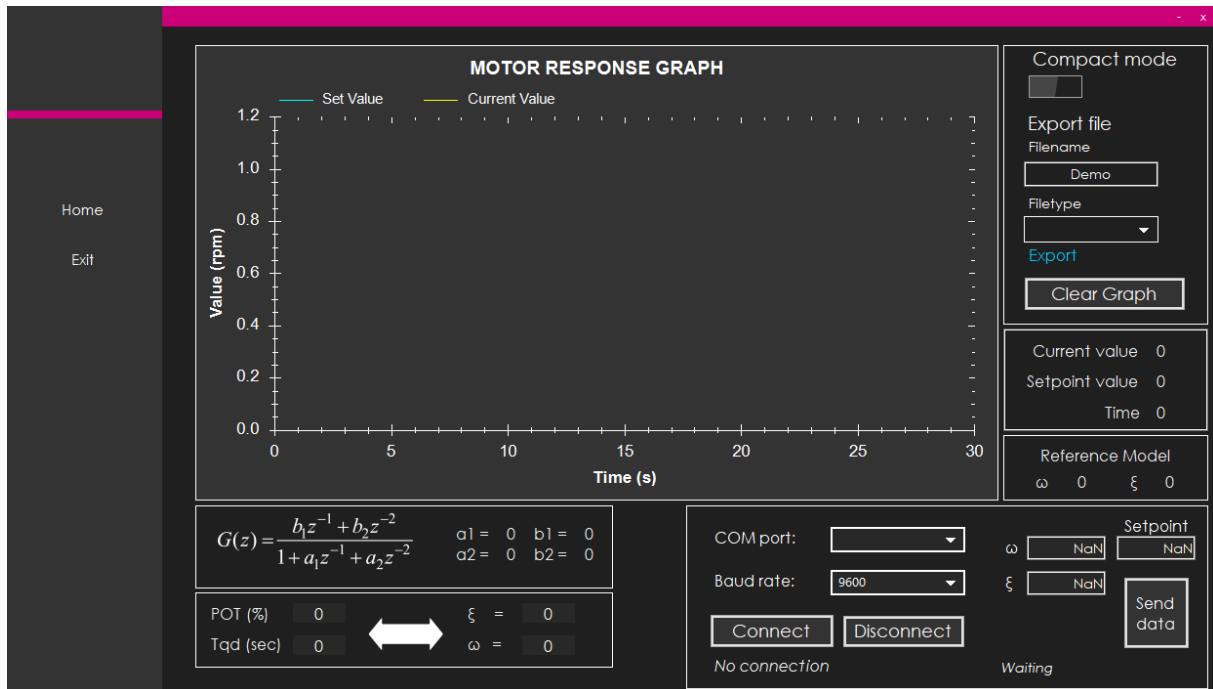 - x
Home
Exit
MOTOR RESPONSE GRAPH
Set Value Current Value
Value (rpm)
1.2
1.0
0.8
0.6
0.4
0.2
0.0
0 5 10 15 20 25 30
Time (s)
Compact mode
Export file
Filename
Demo
Filetype
Export
Clear Graph
Current value 0
Setpoint value 0
Time 0
Reference Model
ω 0 ξ 0
G(z) = (b₁z⁻¹ + b₂z⁻²) / (1 + a₁z⁻¹ + a₂z⁻²)
a1 = 0 b1 = 0
a2 = 0 b2 = 0
POT (%) 0 ξ = 0
Tqd (sec) 0 ω = 0
COM port:
Baud rate: 9600
Connect Disconnect
No connection
Setpoint
ω NaN NaN
ξ NaN
Send
data
Waiting